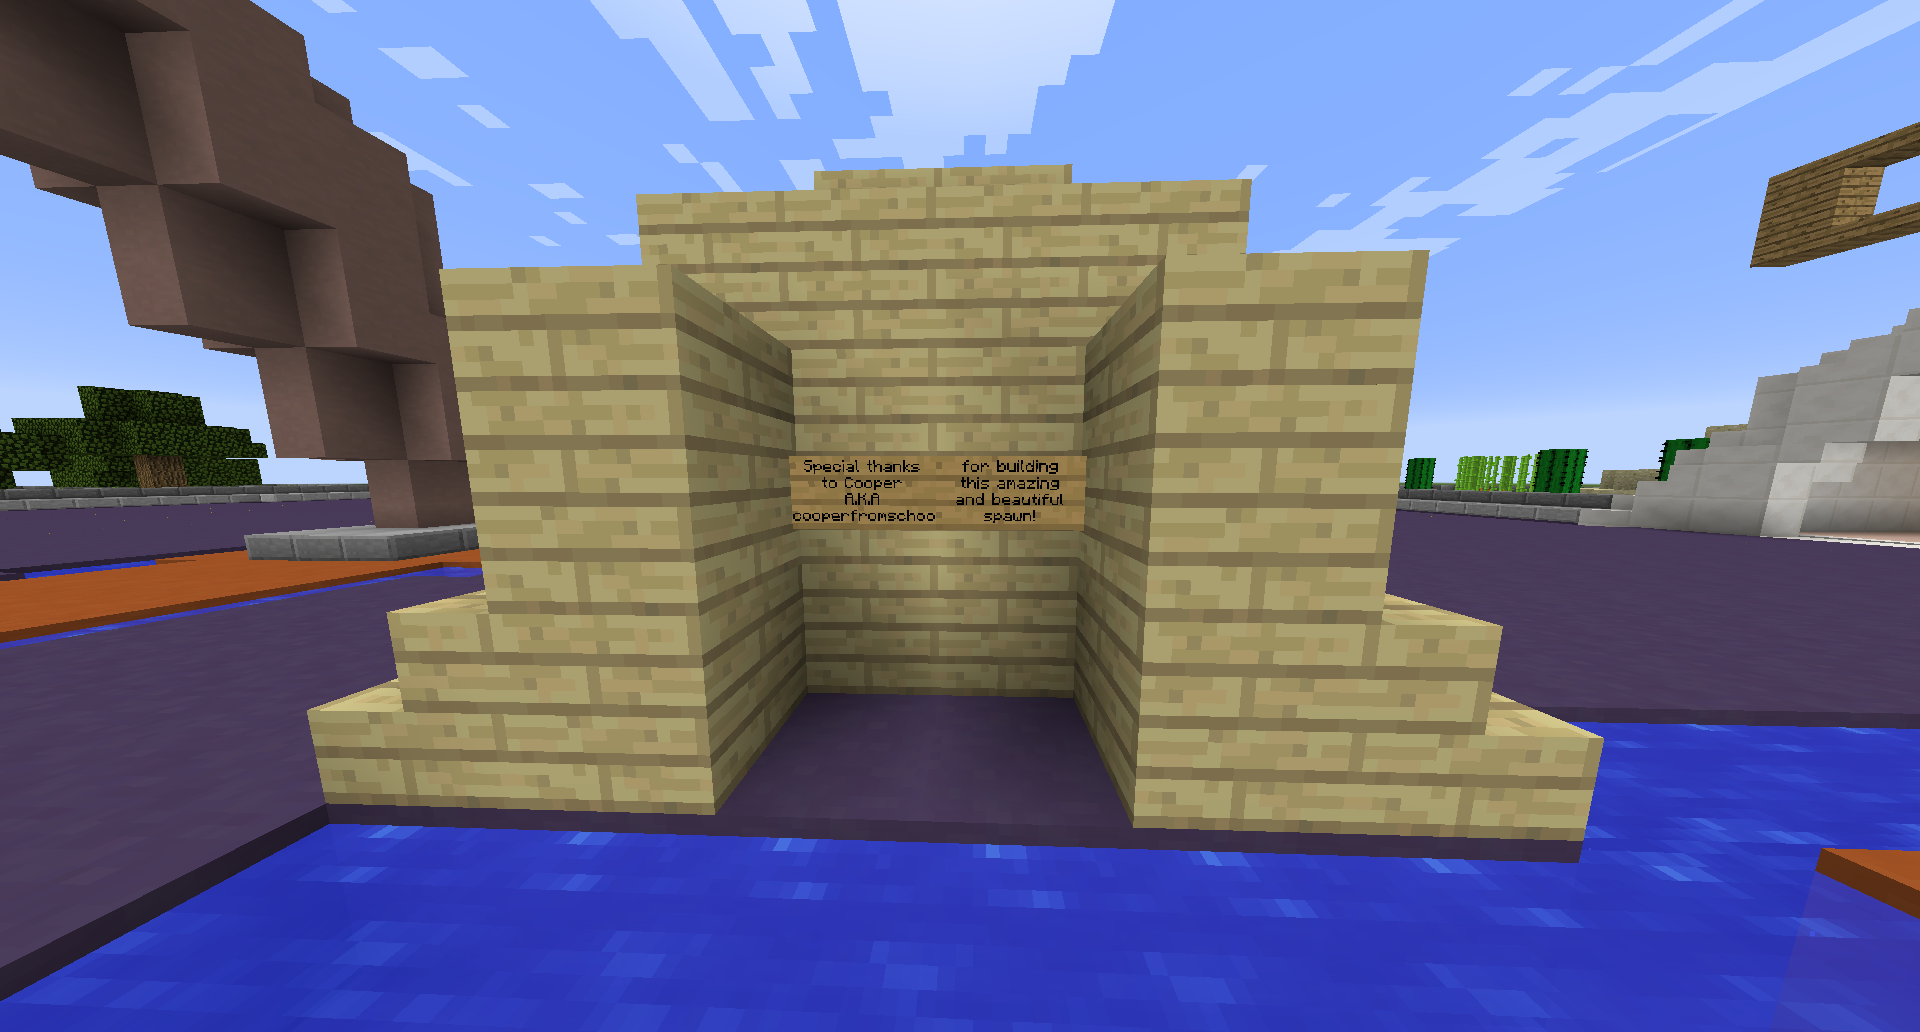 Special thanks
to Cooper
A.K.A
cooperfromschoo
for building
this amazing
and beautiful
spawn!